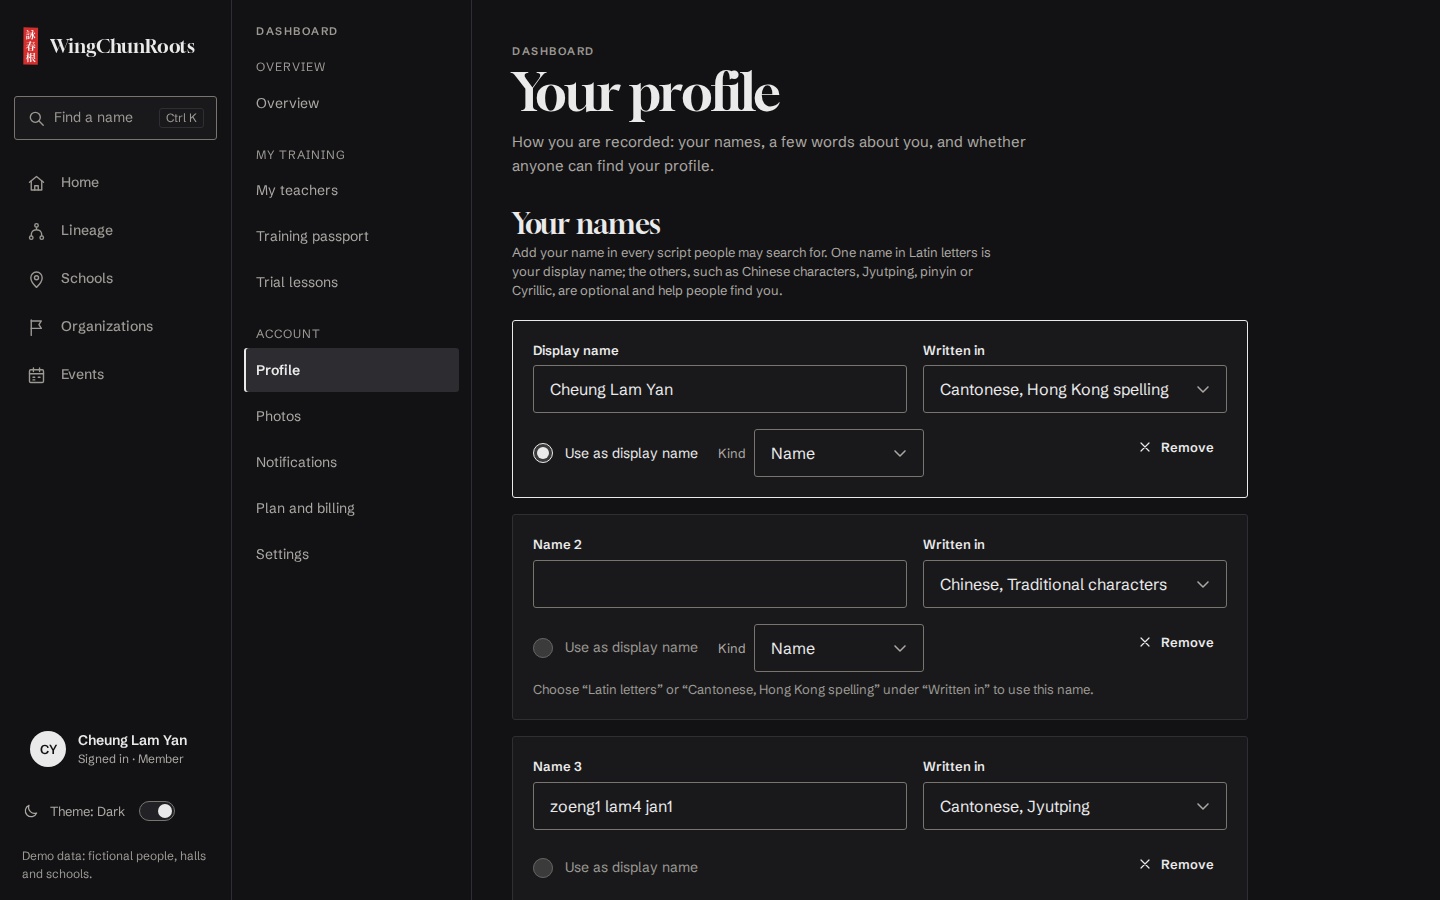 詠春根
WingChunRoots
Find a name
Ctrl K
Home
Lineage
Schools
Organizations
Events
Cheung Lam Yan
CY
Signed in · Member
Theme: Dark
Demo data: fictional people, halls
and schools.
DASHBOARD
OVERVIEW
Overview
MY TRAINING
My teachers
Training passport
Trial lessons
ACCOUNT
Profile
Photos
Notifications
Plan and billing
Settings
DASHBOARD
Your profile
How you are recorded: your names, a few words about you, and whether
anyone can find your profile.
Your names
Add your name in every script people may search for. One name in Latin letters is
your display name; the others, such as Chinese characters, Jyutping, pinyin or
Cyrillic, are optional and help people find you.
Display name
Written in
Cheung Lam Yan
Cantonese, Hong Kong spelling
Use as display name
Kind
Name
Remove
Name 2
Written in
Chinese, Traditional characters
Use as display name
Kind
Name
Remove
Choose “Latin letters” or “Cantonese, Hong Kong spelling” under “Written in” to use this name.
Name 3
Written in
zoeng1 lam4 jan1
Cantonese, Jyutping
Use as display name
Remove